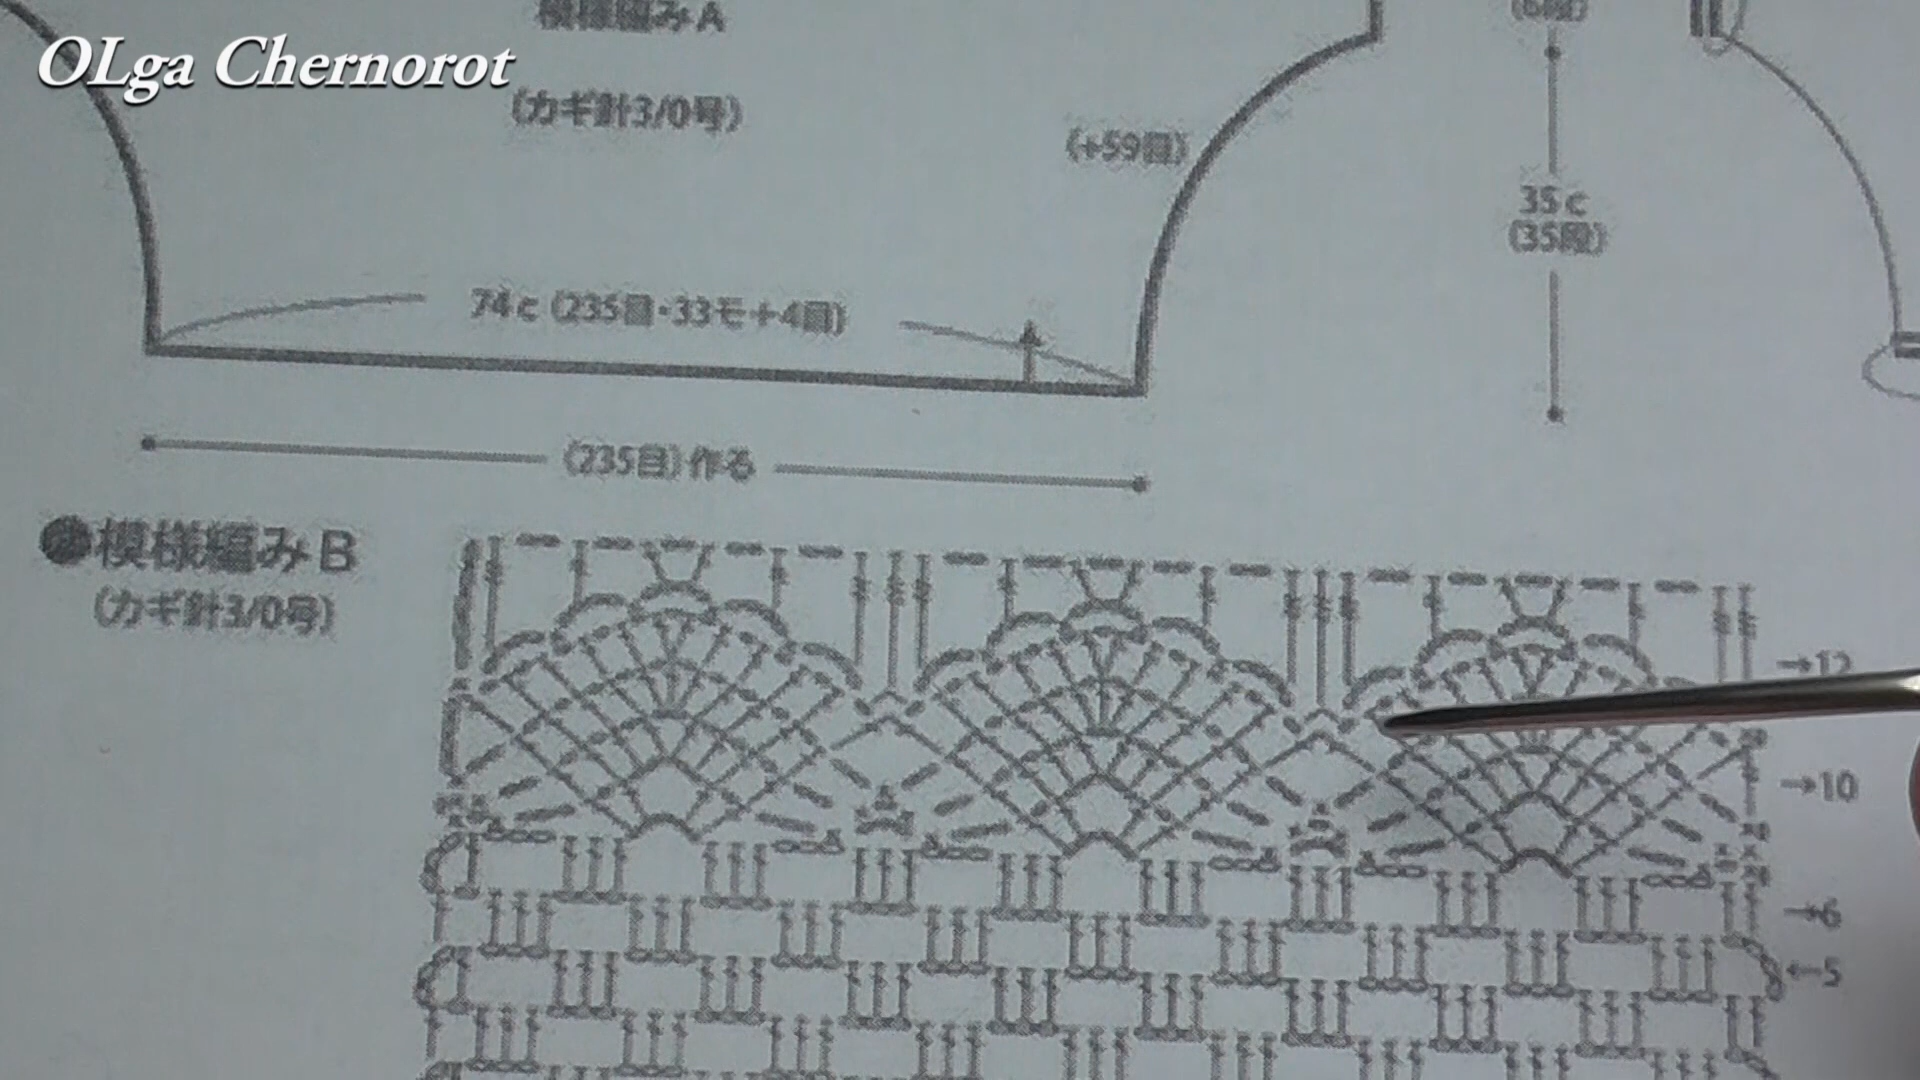 模様編みA
OLga Chernorot
(カギ針3/0号)
(+59目)
(6段)
35c
(35段)
74c(235目・33モ+4目)
(235目)作る
模様編みB
(カギ針3/0号)
→12
→10
→6
←5